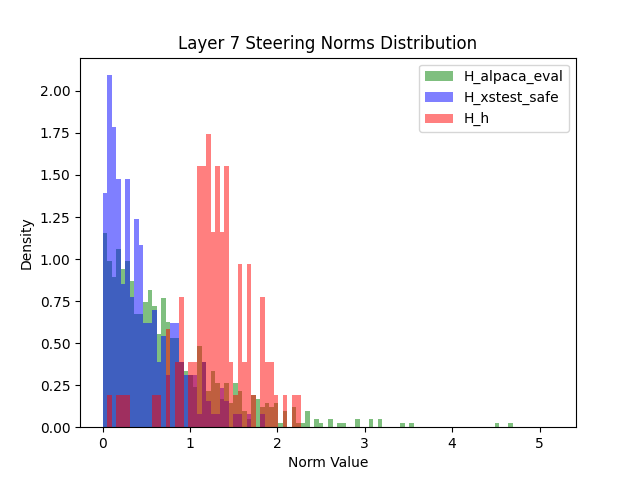 Layer 7 Steering Norms Distribution
H_alpaca_eval
H_xstest_safe
H_h
Density
2.00
1.75
1.50
1.25
1.00
0.75
0.50
0.25
0.00
0 1 2 3 4 5
Norm Value